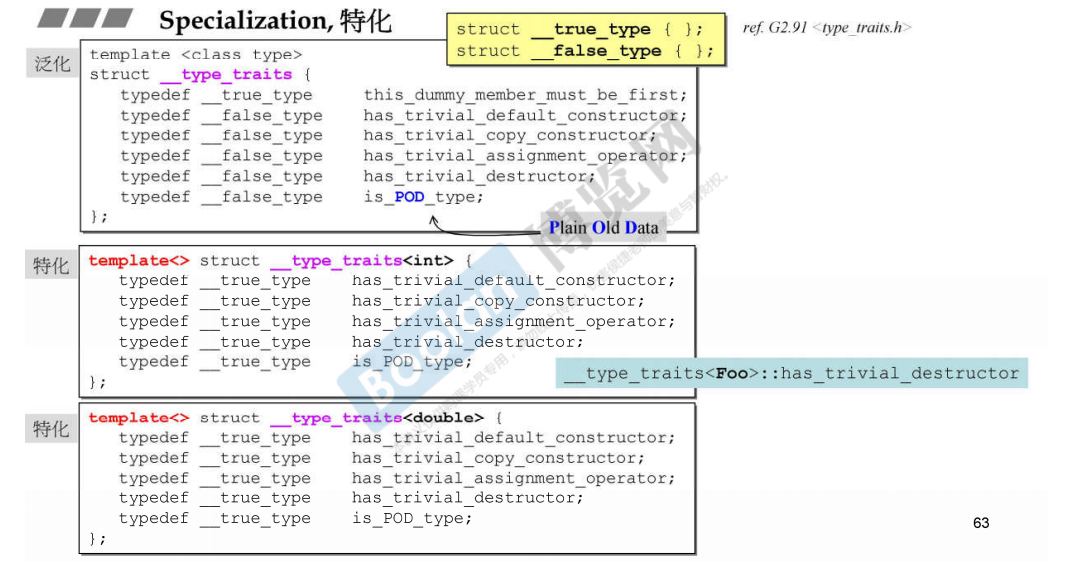 Specialization, 特化
struct __true_type { };
struct __false_type { };
ref. G2.91 <type_traits.h>
泛化
template <class type>
struct __type_traits {
typedef __true_type this_dummy_member_must_be_first;
typedef __false_type has_trivial_default_constructor;
typedef __false_type has_trivial_copy_constructor;
typedef __false_type has_trivial_assignment_operator;
typedef __false_type has_trivial_destructor;
typedef __false_type is_POD_type;
};
Plain Old Data
特化
template<> struct __type_traits<int> {
typedef __true_type has_trivial_default_constructor;
typedef __true_type has_trivial_copy_constructor;
typedef __true_type has_trivial_assignment_operator;
typedef __true_type has_trivial_destructor;
typedef __true_type is_POD_type;
};
__type_traits<Foo>::has_trivial_destructor
特化
template<> struct __type_traits<double> {
typedef __true_type has_trivial_default_constructor;
typedef __true_type has_trivial_copy_constructor;
typedef __true_type has_trivial_assignment_operator;
typedef __true_type has_trivial_destructor;
typedef __true_type is_POD_type;
};
63
Boolan
博览网